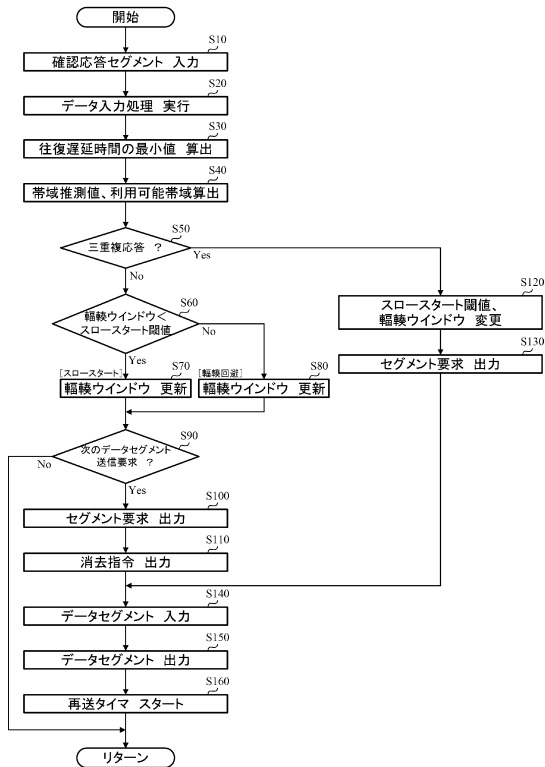 開始
S10
確認応答セグメント 入力
S20
データ入力処理 実行
S30
往復遅延時間の最小値 算出
S40
帯域推測値、利用可能帯域算出
S50
三重複応答 ?
Yes
No
S60
輻輳ウインドウ<
スロースタート閾値
No
Yes
S120
スロースタート閾値、
輻輳ウインドウ 変更
S130
セグメント要求 出力
[スロースタート]
S70
輻輳ウインドウ 更新
[輻輳回避]
S80
輻輳ウインドウ 更新
S90
次のデータセグメント
送信要求 ?
No
Yes
S100
セグメント要求 出力
S110
消去指令 出力
S140
データセグメント 入力
S150
データセグメント 出力
S160
再送タイマ スタート
リターン